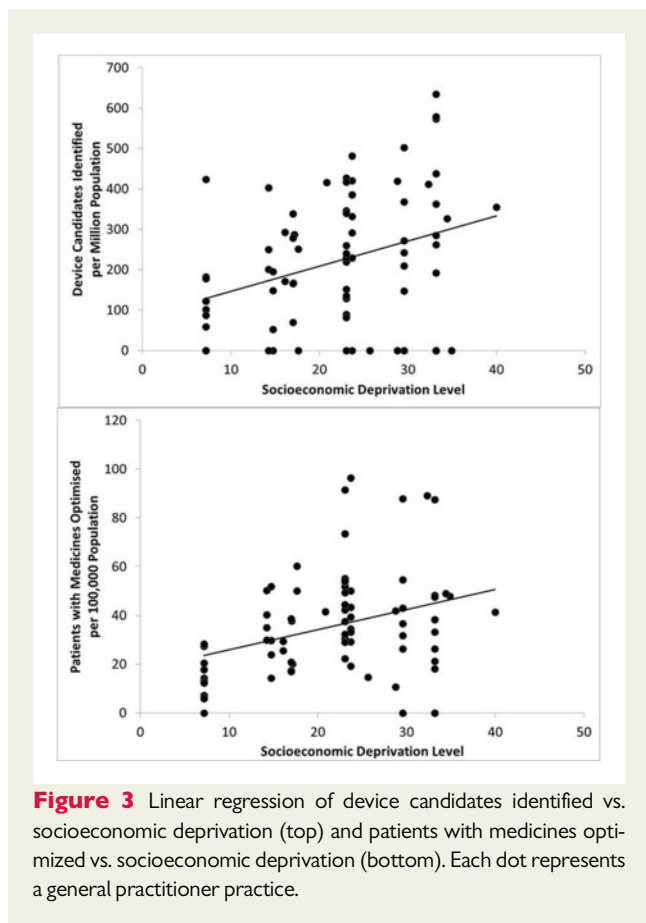 700
600
500
400
300
200
100
0
Device Candidates Identified
per Million Population
0 10 20 30 40 50
Socioeconomic Deprivation Level
120
100
80
60
40
20
0
Patients with Medicines Optimised
per 100,000 Population
0 10 20 30 40 50
Socioeconomic Deprivation Level
Figure 3 Linear regression of device candidates identified vs.
socioeconomic deprivation (top) and patients with medicines opti-
mized vs. socioeconomic deprivation (bottom). Each dot represents
a general practitioner practice.